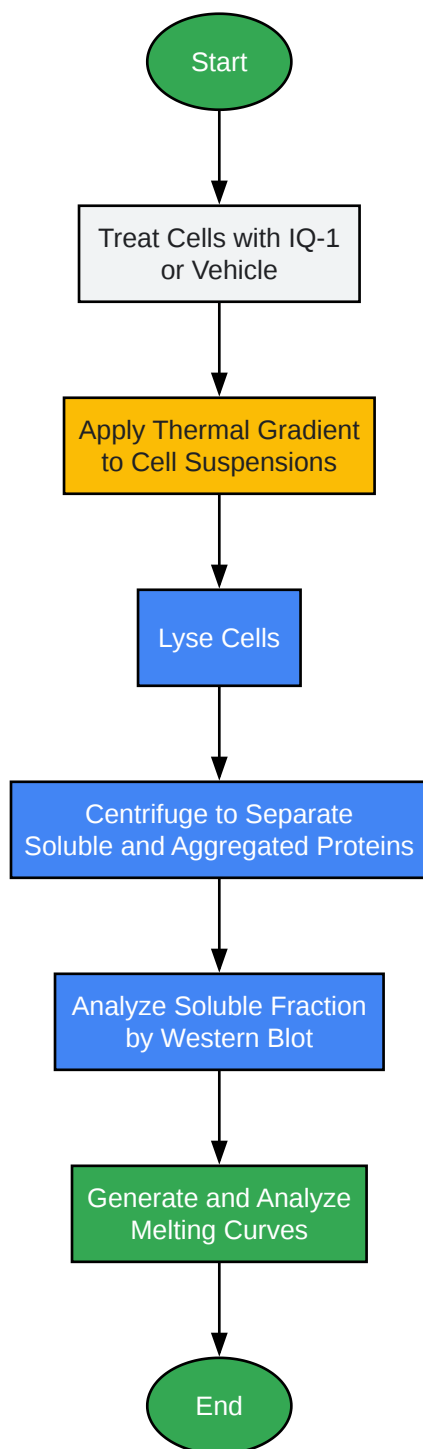 Start
Treat Cells with IQ-1
or Vehicle
Apply Thermal Gradient
to Cell Suspensions
Lyse Cells
Centrifuge to Separate
Soluble and Aggregated Proteins
Analyze Soluble Fraction
by Western Blot
Generate and Analyze
Melting Curves
End